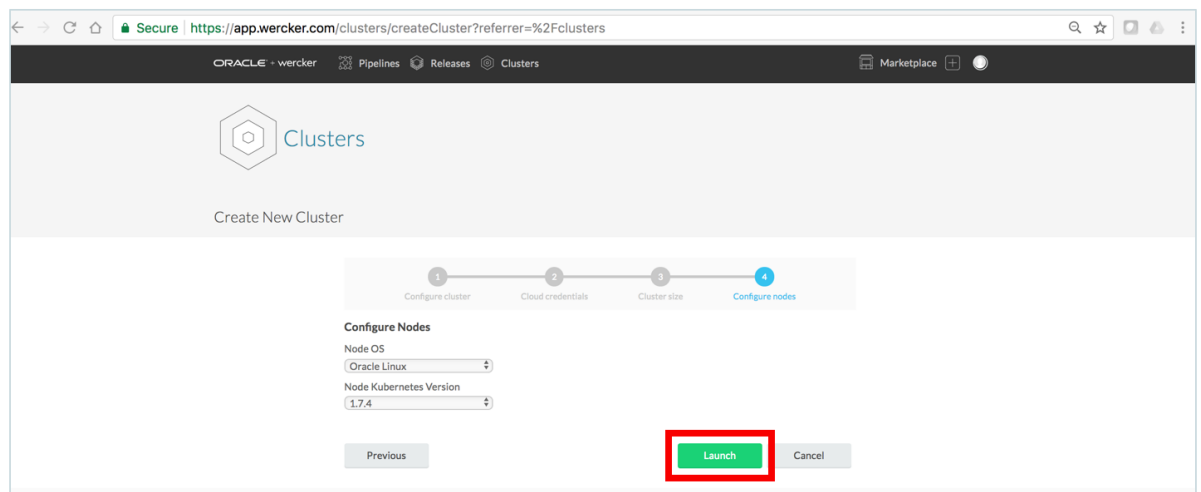 Secure https://app.wercker.com/clusters/createCluster?referrer=%2Fclusters
ORACLE + wercker Pipelines Releases Clusters Marketplace
Clusters
Create New Cluster
1 2 3 4
Configure cluster Cloud credentials Cluster size Configure nodes
Configure Nodes
Node OS
Oracle Linux
Node Kubernetes Version
1.7.4
Previous Launch Cancel